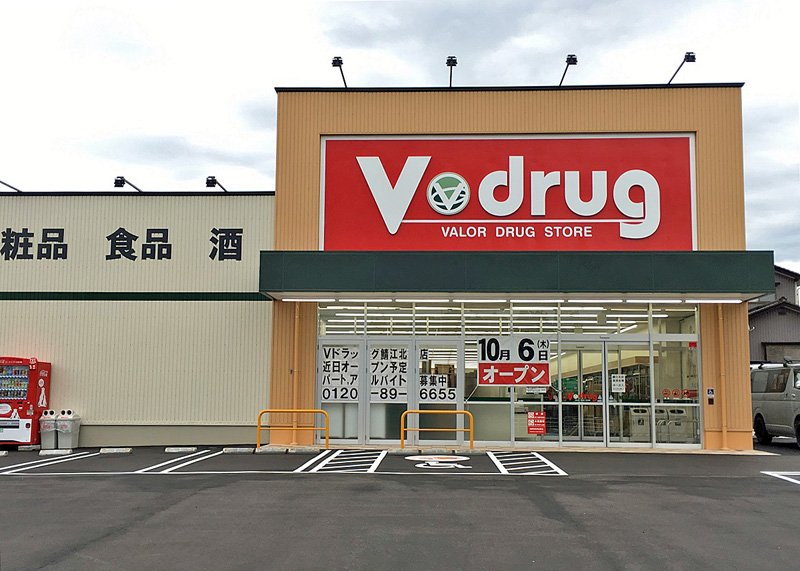 V drug
VALOR DRUG STORE
粧品 食品 酒
Vドラッグ鯖江北店
近日オープン予定
パート.アルバイト募集中
0120-89-6655
10月6日(木)
オープン
V drug